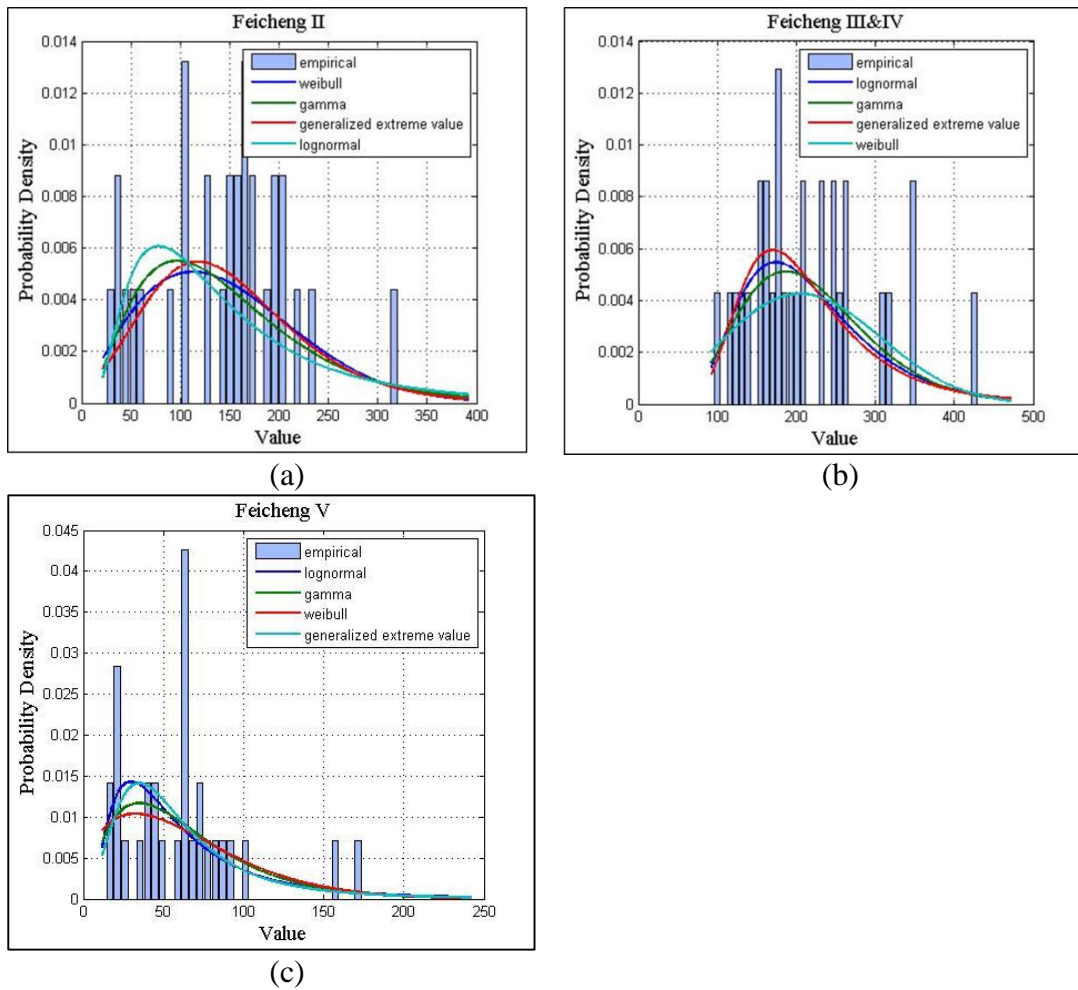 Feicheng II
0.014
0.012
0.01
0.008
0.006
0.004
0.002
0
Probability Density
empirical
weibull
gamma
generalized extreme value
lognormal
0 50 100 150 200 250 300 350 400
Value
(a)
Feicheng III&IV
0.014
0.012
0.01
0.008
0.006
0.004
0.002
0
Probability Density
empirical
lognormal
gamma
generalized extreme value
weibull
0 100 200 300 400 500
Value
(b)
Feicheng V
0.045
0.04
0.035
0.03
0.025
0.02
0.015
0.01
0.005
0
Probability Density
empirical
lognormal
gamma
weibull
generalized extreme value
0 50 100 150 200 250
Value
(c)